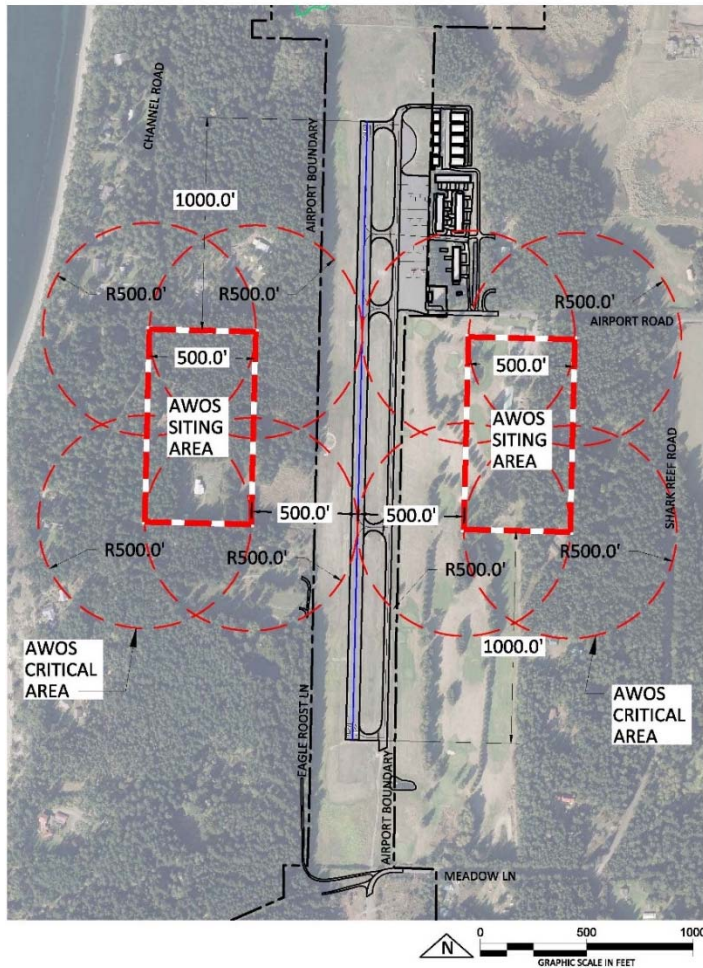 CHANNEL ROAD
AIRPORT BOUNDARY
1000.0'
R500.0'
R500.0'
R500.0'
AIRPORT ROAD
500.0'
500.0'
AWOS
SITING
AREA
AWOS
SITING
AREA
SHARK REEF ROAD
500.0'
500.0'
R500.0'
R500.0'
R500.0'
R500.0'
1000.0'
AWOS
CRITICAL
AREA
AWOS
CRITICAL
AREA
EAGLE ROOST LN
AIRPORT BOUNDARY
MEADOW LN
N
0
500
1000
GRAPHIC SCALE IN FEET